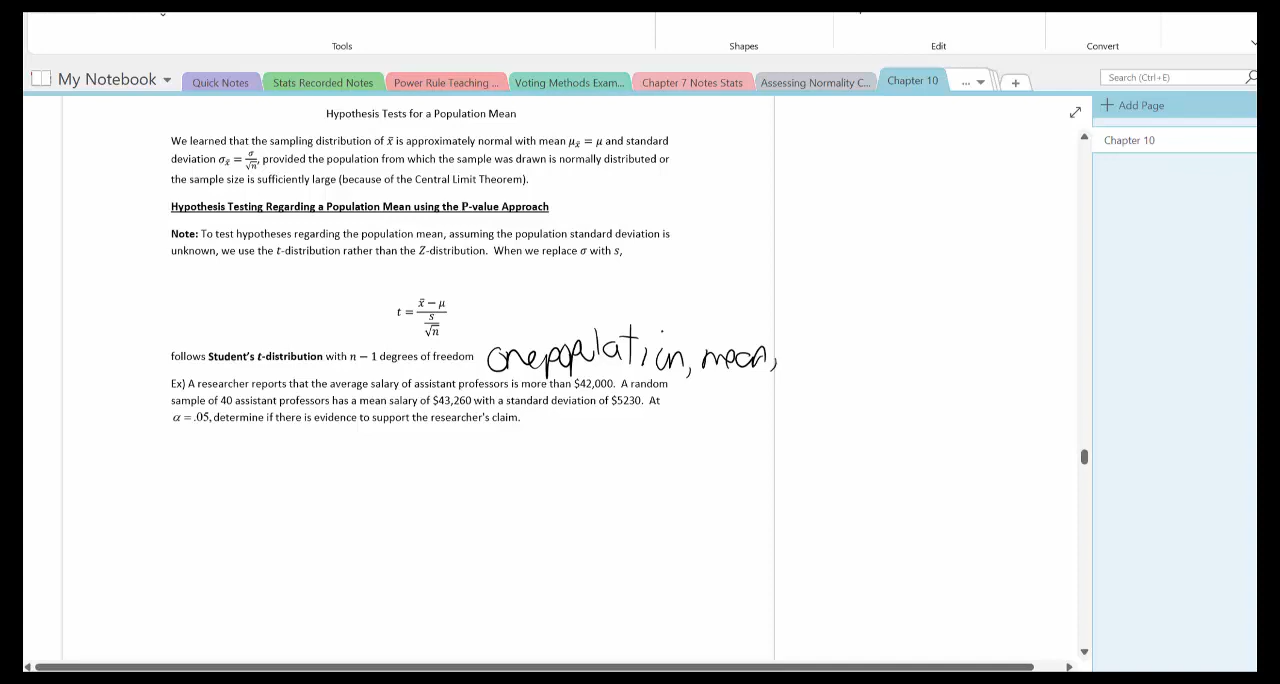 Tools Shapes Edit Convert
My Notebook Quick Notes Stats Recorded Notes Power Rule Teaching ... Voting Methods Exam... Chapter 7 Notes Stats Assessing Normality C... Chapter 10 ... + Search (Ctrl+E)
+ Add Page
Chapter 10
Hypothesis Tests for a Population Mean
We learned that the sampling distribution of x̄ is approximately normal with mean μx̄ = μ and standard
deviation σx̄ = σ/√n, provided the population from which the sample was drawn is normally distributed or
the sample size is sufficiently large (because of the Central Limit Theorem).
Hypothesis Testing Regarding a Population Mean using the P-value Approach
Note: To test hypotheses regarding the population mean, assuming the population standard deviation is
unknown, we use the t-distribution rather than the Z-distribution. When we replace σ with s,
t = (x̄ − μ)/(s/√n)
follows Student's t-distribution with n − 1 degrees of freedom one population, mean,
Ex) A researcher reports that the average salary of assistant professors is more than $42,000. A random
sample of 40 assistant professors has a mean salary of $43,260 with a standard deviation of $5230. At
α = .05, determine if there is evidence to support the researcher's claim.